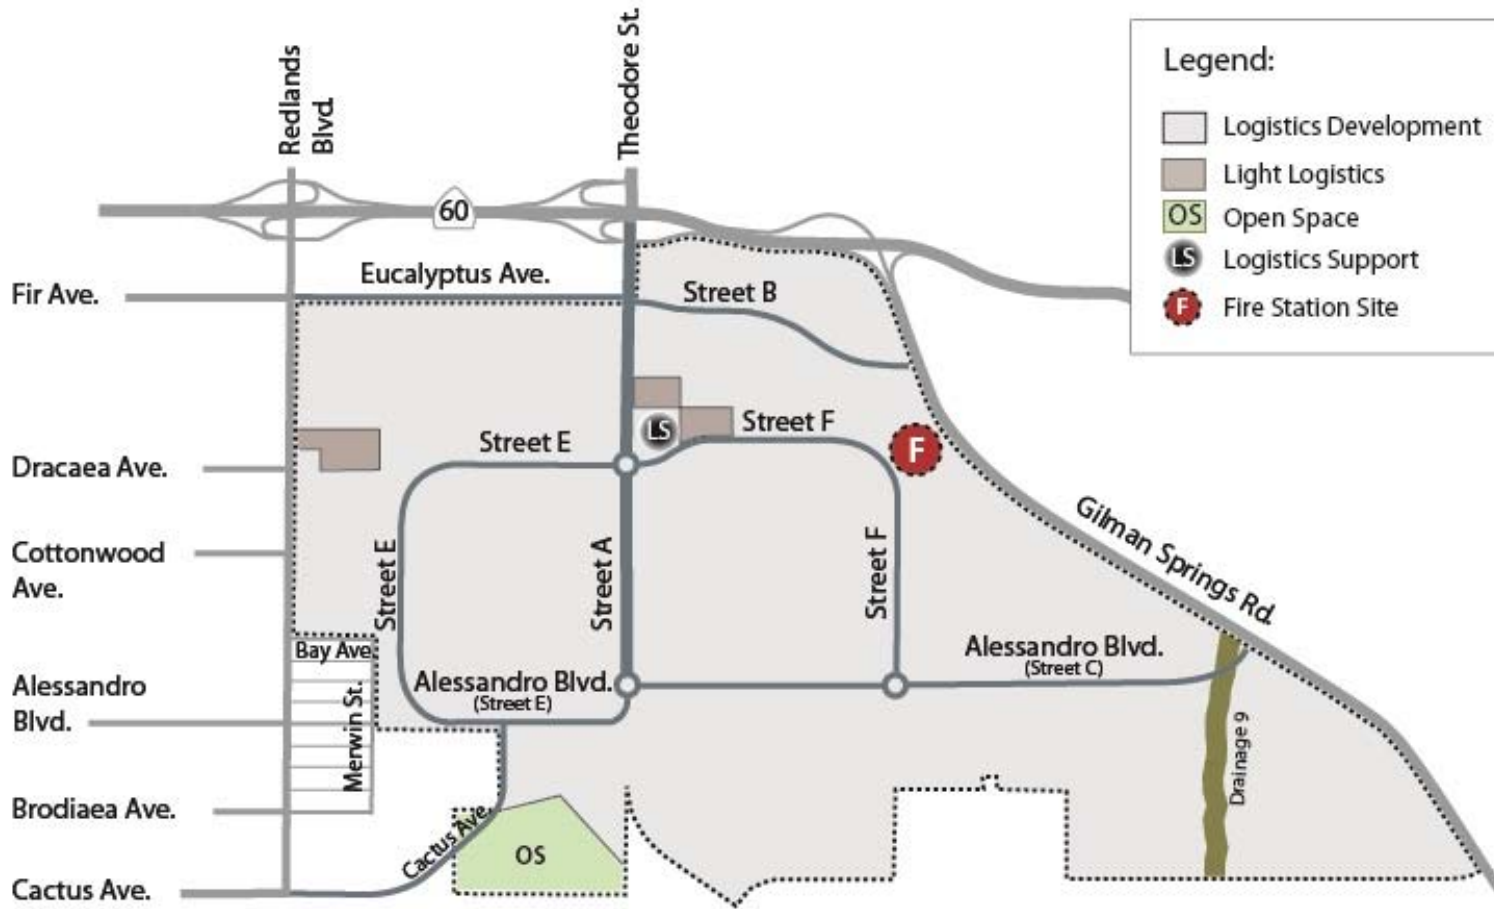 Redlands
Blvd.
Theodore St.
Legend:
Logistics Development
Light Logistics
OS Open Space
LS Logistics Support
F Fire Station Site
60
Eucalyptus Ave.
Fir Ave.
Street B
Street E
LS
Street F
F
Dracaea Ave.
Cottonwood
Ave.
Street E
Street A
Street F
Gilman Springs Rd.
Bay Ave
Alessandro
Blvd.
Merwin St.
Alessandro Blvd.
(Street E)
Alessandro Blvd.
(Street C)
Drainage 9
Brodiaea Ave.
Cactus Ave.
OS
Cactus Ave.